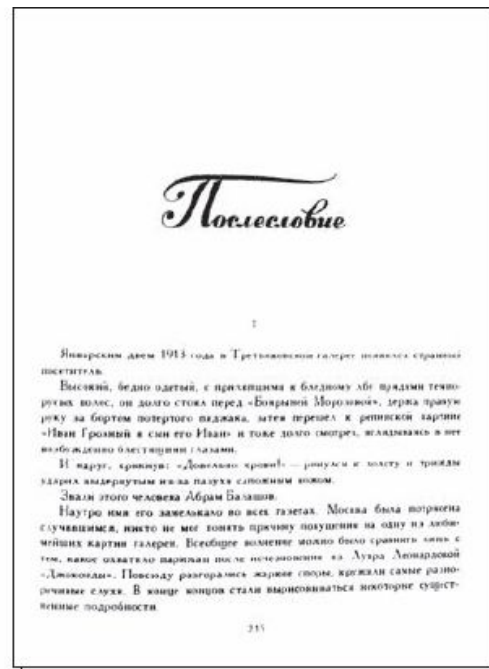 Послесловие
1
Январским днем 1913 года в Третьяковской галерее появился странный
посетитель.
Высокий, бедно одетый, с прилипшими к бледному лбу прядями темно-
русых волос, он долго стоял перед «Боярыней Морозовой», держа правую
руку за бортом потертого пиджака, затем перешел к репинской картине
«Иван Грозный и сын его Иван» и тоже долго смотрел, вглядываясь в нее
возбужденно блестящими глазами.
И вдруг, крикнув: «Довольно крови!» — ринулся к холсту и трижды
ударил выдернутым из-за пазухи сапожным ножом.
Звали этого человека Абрам Балашов.
Наутро имя его замелькало во всех газетах. Москва была потрясена
случившимся, никто не мог понять причину покушения на одну из люби-
мейших картин галереи. Всеобщее волнение можно было сравнить лишь с
тем, какое охватило парижан после исчезновения из Лувра Леонардовой
«Джоконды». Повсюду разгорались жаркие споры, кружили самые разно-
речивые слухи. В конце концов стали вырисовываться некоторые сущест-
венные подробности